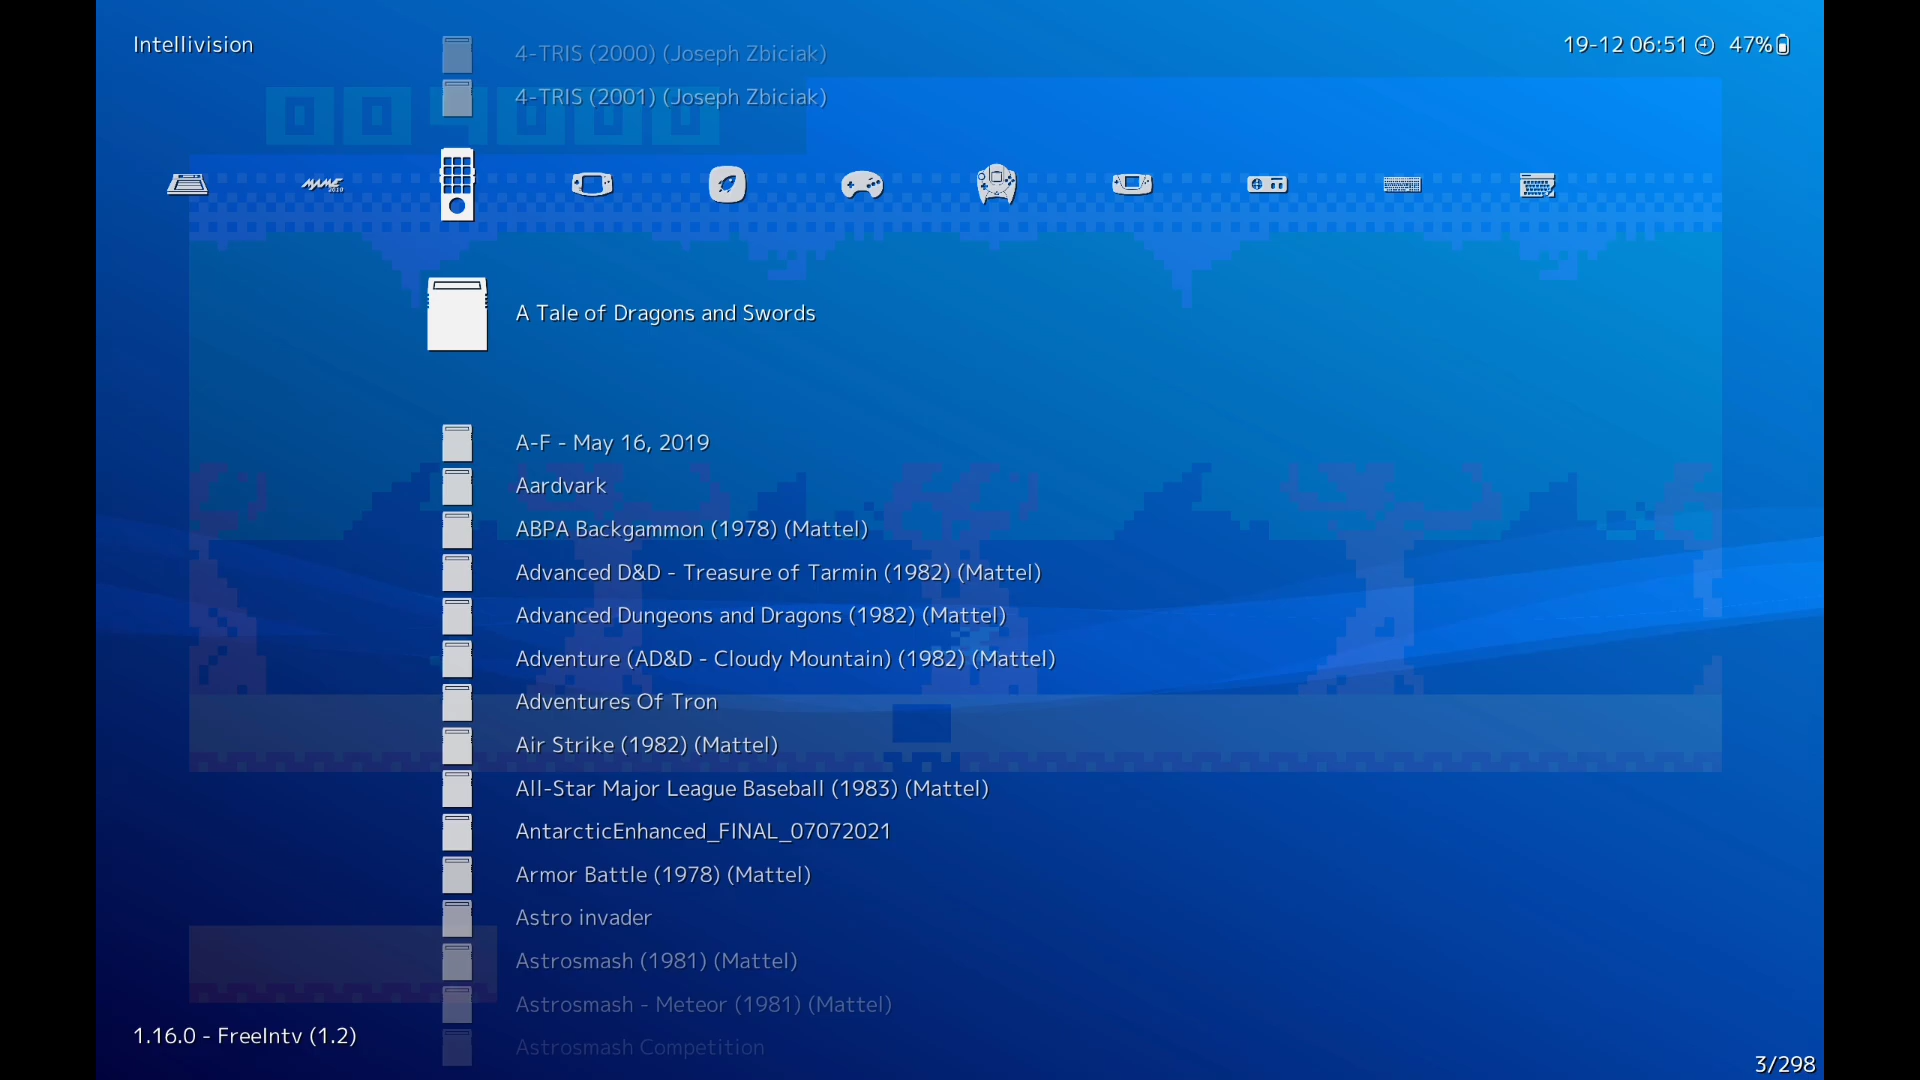 Intellivision
19-12 06:51 47%
4-TRIS (2000) (Joseph Zbiciak)
4-TRIS (2001) (Joseph Zbiciak)
MAME 2010
A Tale of Dragons and Swords
A-F - May 16, 2019
Aardvark
ABPA Backgammon (1978) (Mattel)
Advanced D&D - Treasure of Tarmin (1982) (Mattel)
Advanced Dungeons and Dragons (1982) (Mattel)
Adventure (AD&D - Cloudy Mountain) (1982) (Mattel)
Adventures Of Tron
Air Strike (1982) (Mattel)
All-Star Major League Baseball (1983) (Mattel)
AntarcticEnhanced_FINAL_07072021
Armor Battle (1978) (Mattel)
Astro invader
Astrosmash (1981) (Mattel)
Astrosmash - Meteor (1981) (Mattel)
Astrosmash Competition
1.16.0 - FreeIntv (1.2)
3/298